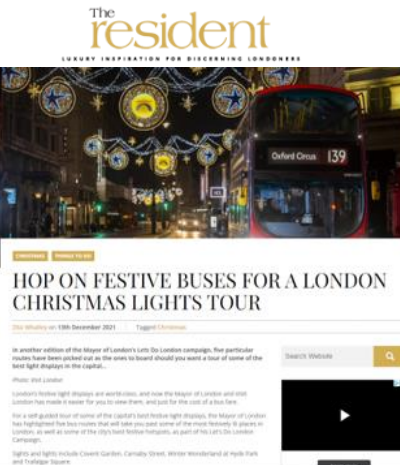 The
resident
LUXURY INSPIRATION FOR DISCERNING LONDONERS
Oxford Circus 139
CHRISTMAS THINGS TO DO
HOP ON FESTIVE BUSES FOR A LONDON
CHRISTMAS LIGHTS TOUR
on 13th December 2021 Tagged Christmas
Search Website
In another edition of the Mayor of London's Let's Do London campaign, five particular
routes have been picked out as the ones to board should you want a tour of some of the
best light displays in the capital...
Photo: Visit London
London's festive light displays are world-class, and now the Mayor of London and Visit
London has made it easier for you to view them, and just for the cost of a bus fare.
For a self-guided tour of some of the capital's best festive light displays, the Mayor of London
has highlighted five bus routes that will take you past some of the most festively lit places in
London, as well as some of the city's best festive hotspots, as part of his Let's Do London
Campaign.
Sights and lights include Covent Garden, Carnaby Street, Winter Wonderland at Hyde Park
and Trafalgar Square.